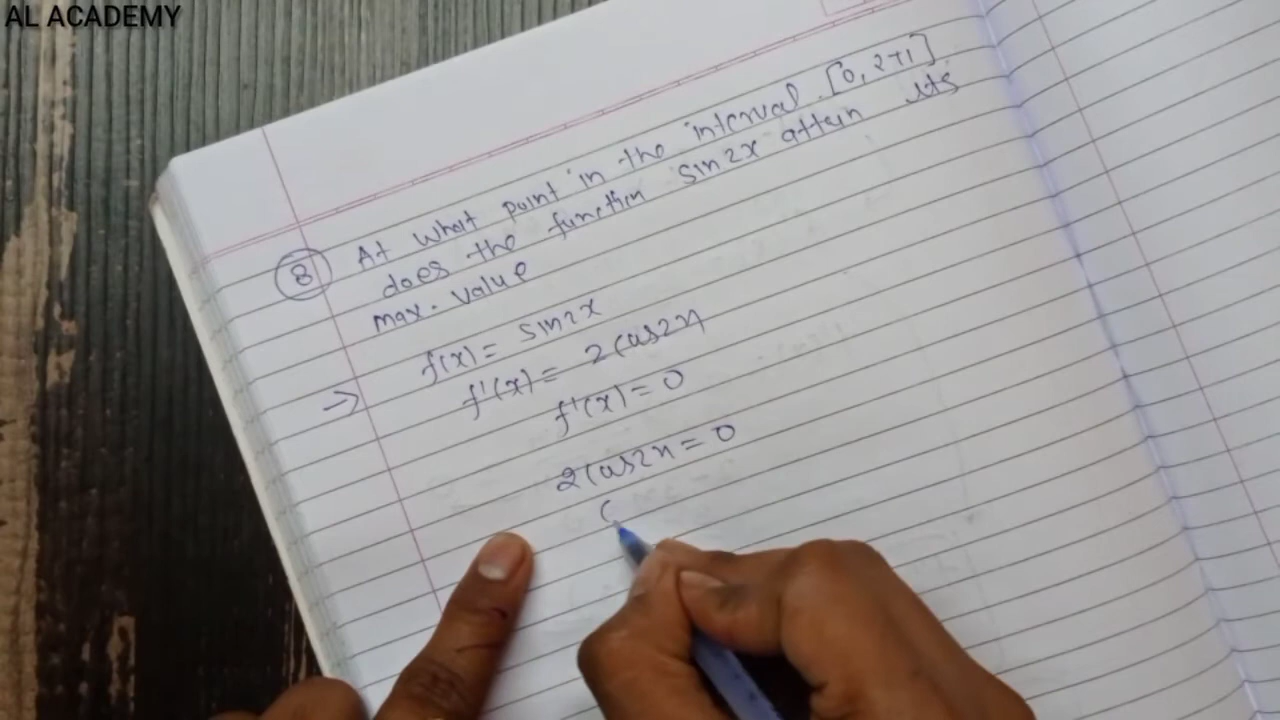 AL ACADEMY
8 At what point in the interval [0, 2π]
does the function sin2x attain its
max. value
→ f(x) = sin2x
f'(x) = 2cos2x
f'(x) = 0
2cos2x = 0
(